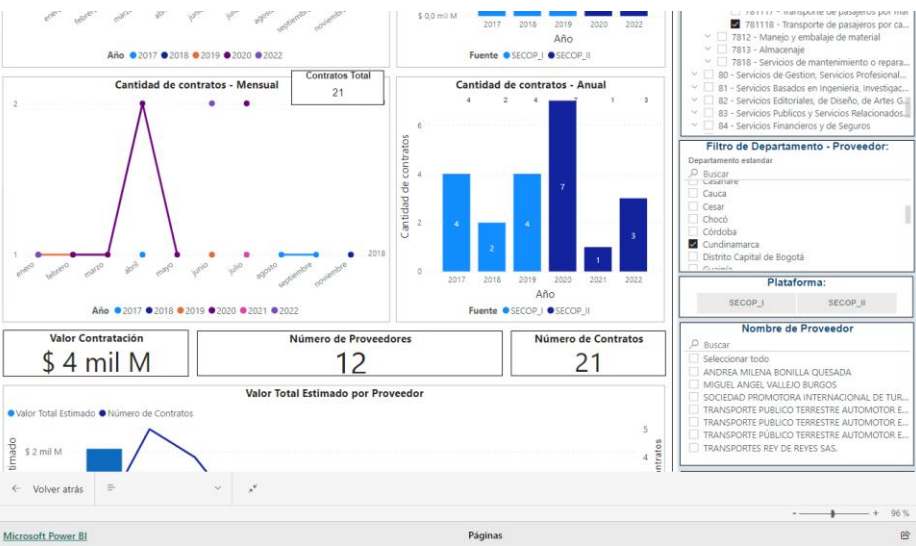 enero
febrero
marzo
abril
mayo
junio
julio
agosto
septiembre
noviembre
Año 2017 2018 2019 2020 2022
$ 0,0 mil M
2017 2018 2019 2020 2022
Año
Fuente SECOP_I SECOP_II
781118 - Transporte de pasajeros por ca...
7812 - Manejo y embalaje de material
7813 - Almacenaje
7818 - Servicios de mantenimiento o repara...
80 - Servicios de Gestion, Servicios Profesional...
81 - Servicios Basados en Ingenieria, Investigac...
82 - Servicios Editoriales, de Diseño, de Artes G...
83 - Servicios Publicos y Servicios Relacionados...
84 - Servicios Financieros y de Seguros
Cantidad de contratos - Mensual
Contratos Total
21
2
1
2018
enero
febrero
marzo
abril
mayo
junio
julio
agosto
septiembre
noviembre
Año 2017 2018 2019 2020 2021 2022
Cantidad de contratos - Anual
4 2 4 7 1 3
Cantidad de contratos
6
4
2
0
4
2
4
7
1
3
2017 2018 2019 2020 2021 2022
Año
Fuente SECOP_I SECOP_II
Filtro de Departamento - Proveedor:
Departamento estandar
Buscar
Casanare
Cauca
Cesar
Chocó
Córdoba
Cundinamarca
Distrito Capital de Bogotá
Plataforma:
SECOP_I SECOP_II
Valor Contratación
$ 4 mil M
Número de Proveedores
12
Número de Contratos
21
Nombre de Proveedor
Buscar
Seleccionar todo
ANDREA MILENA BONILLA QUESADA
MIGUEL ANGEL VALLEJO BURGOS
SOCIEDAD PROMOTORA INTERNACIONAL DE TUR...
TRANSPORTE PUBLICO TERRESTRE AUTOMOTOR E...
TRANSPORTE PUBLICO TERRESTRE AUTOMOTOR E...
TRANSPORTE PÚBLICO TERRESTRE AUTOMOTOR E...
TRANSPORTES REY DE REYES SAS.
Valor Total Estimado por Proveedor
Valor Total Estimado Número de Contratos
$ 2 mil M
5
4
Volver atrás
96 %
Microsoft Power BI
Páginas